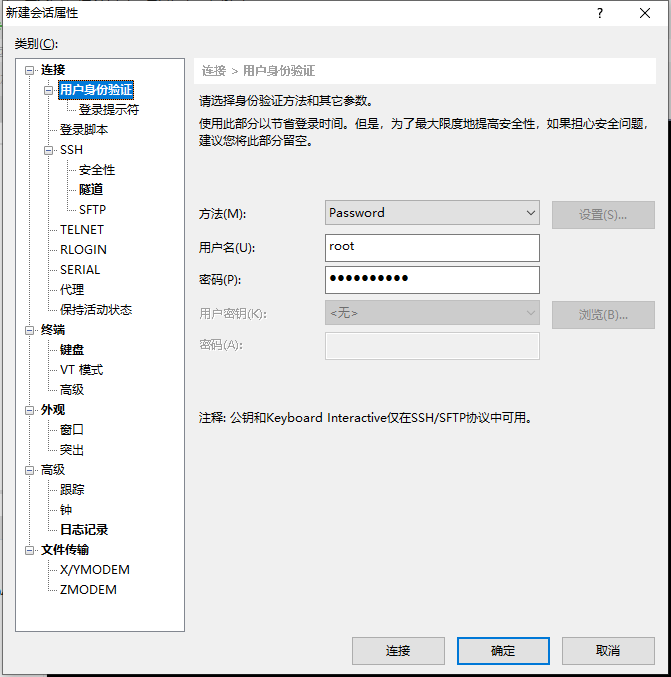 新建会话属性
?
类别(C):
连接
用户身份验证
登录提示符
登录脚本
SSH
安全性
隧道
SFTP
TELNET
RLOGIN
SERIAL
代理
保持活动状态
终端
键盘
VT 模式
高级
外观
窗口
突出
高级
跟踪
钟
日志记录
文件传输
X/YMODEM
ZMODEM
连接 > 用户身份验证
请选择身份验证方法和其它参数。
使用此部分以节省登录时间。但是，为了最大限度地提高安全性，如果担心安全问题，
建议您将此部分留空。
方法(M):
Password
设置(S)...
用户名(U):
root
密码(P):
●●●●●●●●●●
用户密钥(K):
<无>
浏览(B)...
密码(A):
注释: 公钥和Keyboard Interactive仅在SSH/SFTP协议中可用。
连接
确定
取消